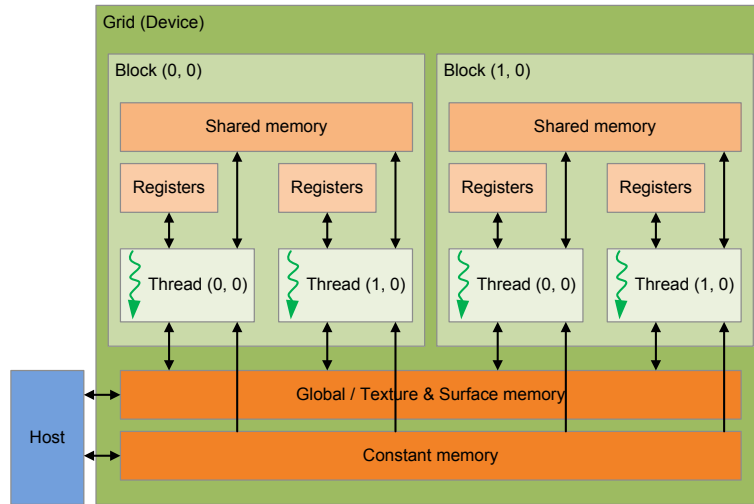 Grid (Device)
Block (0, 0)
Block (1, 0)
Shared memory
Shared memory
Registers
Registers
Registers
Registers
Thread (0, 0)
Thread (1, 0)
Thread (0, 0)
Thread (1, 0)
Global / Texture & Surface memory
Host
Constant memory